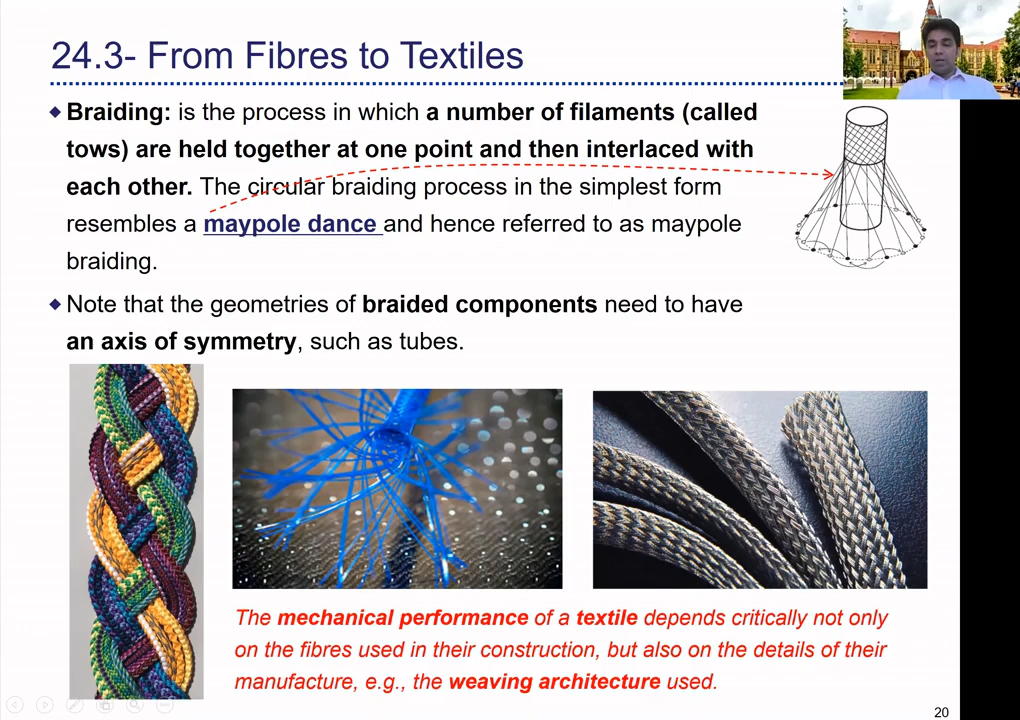 24.3- From Fibres to Textiles
Braiding: is the process in which a number of filaments (called
tows) are held together at one point and then interlaced with
each other. The circular braiding process in the simplest form
resembles a maypole dance and hence referred to as maypole
braiding.
Note that the geometries of braided components need to have
an axis of symmetry, such as tubes.
The mechanical performance of a textile depends critically not only
on the fibres used in their construction, but also on the details of their
manufacture, e.g., the weaving architecture used.
20